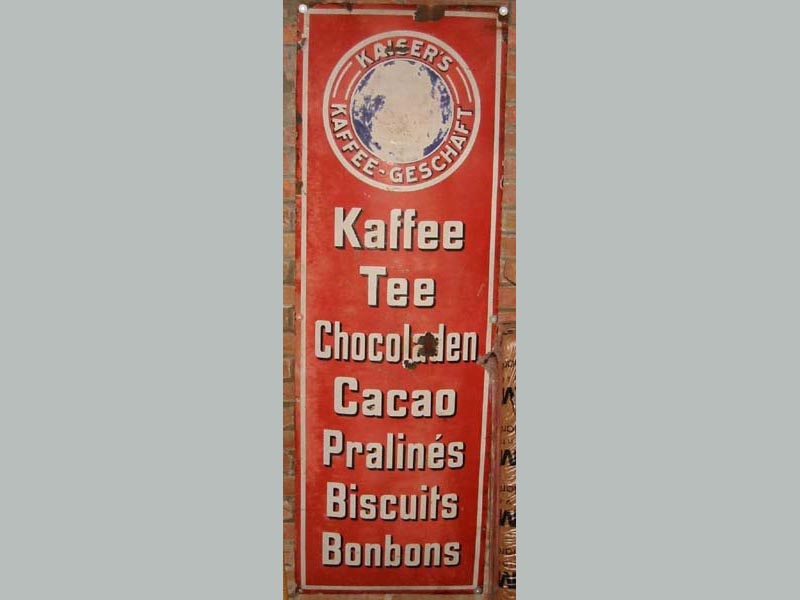 KAISER'S
KAFFEE-GESCHÄFT
Kaffee
Tee
Chocoladen
Cacao
Pralinés
Biscuits
Bonbons